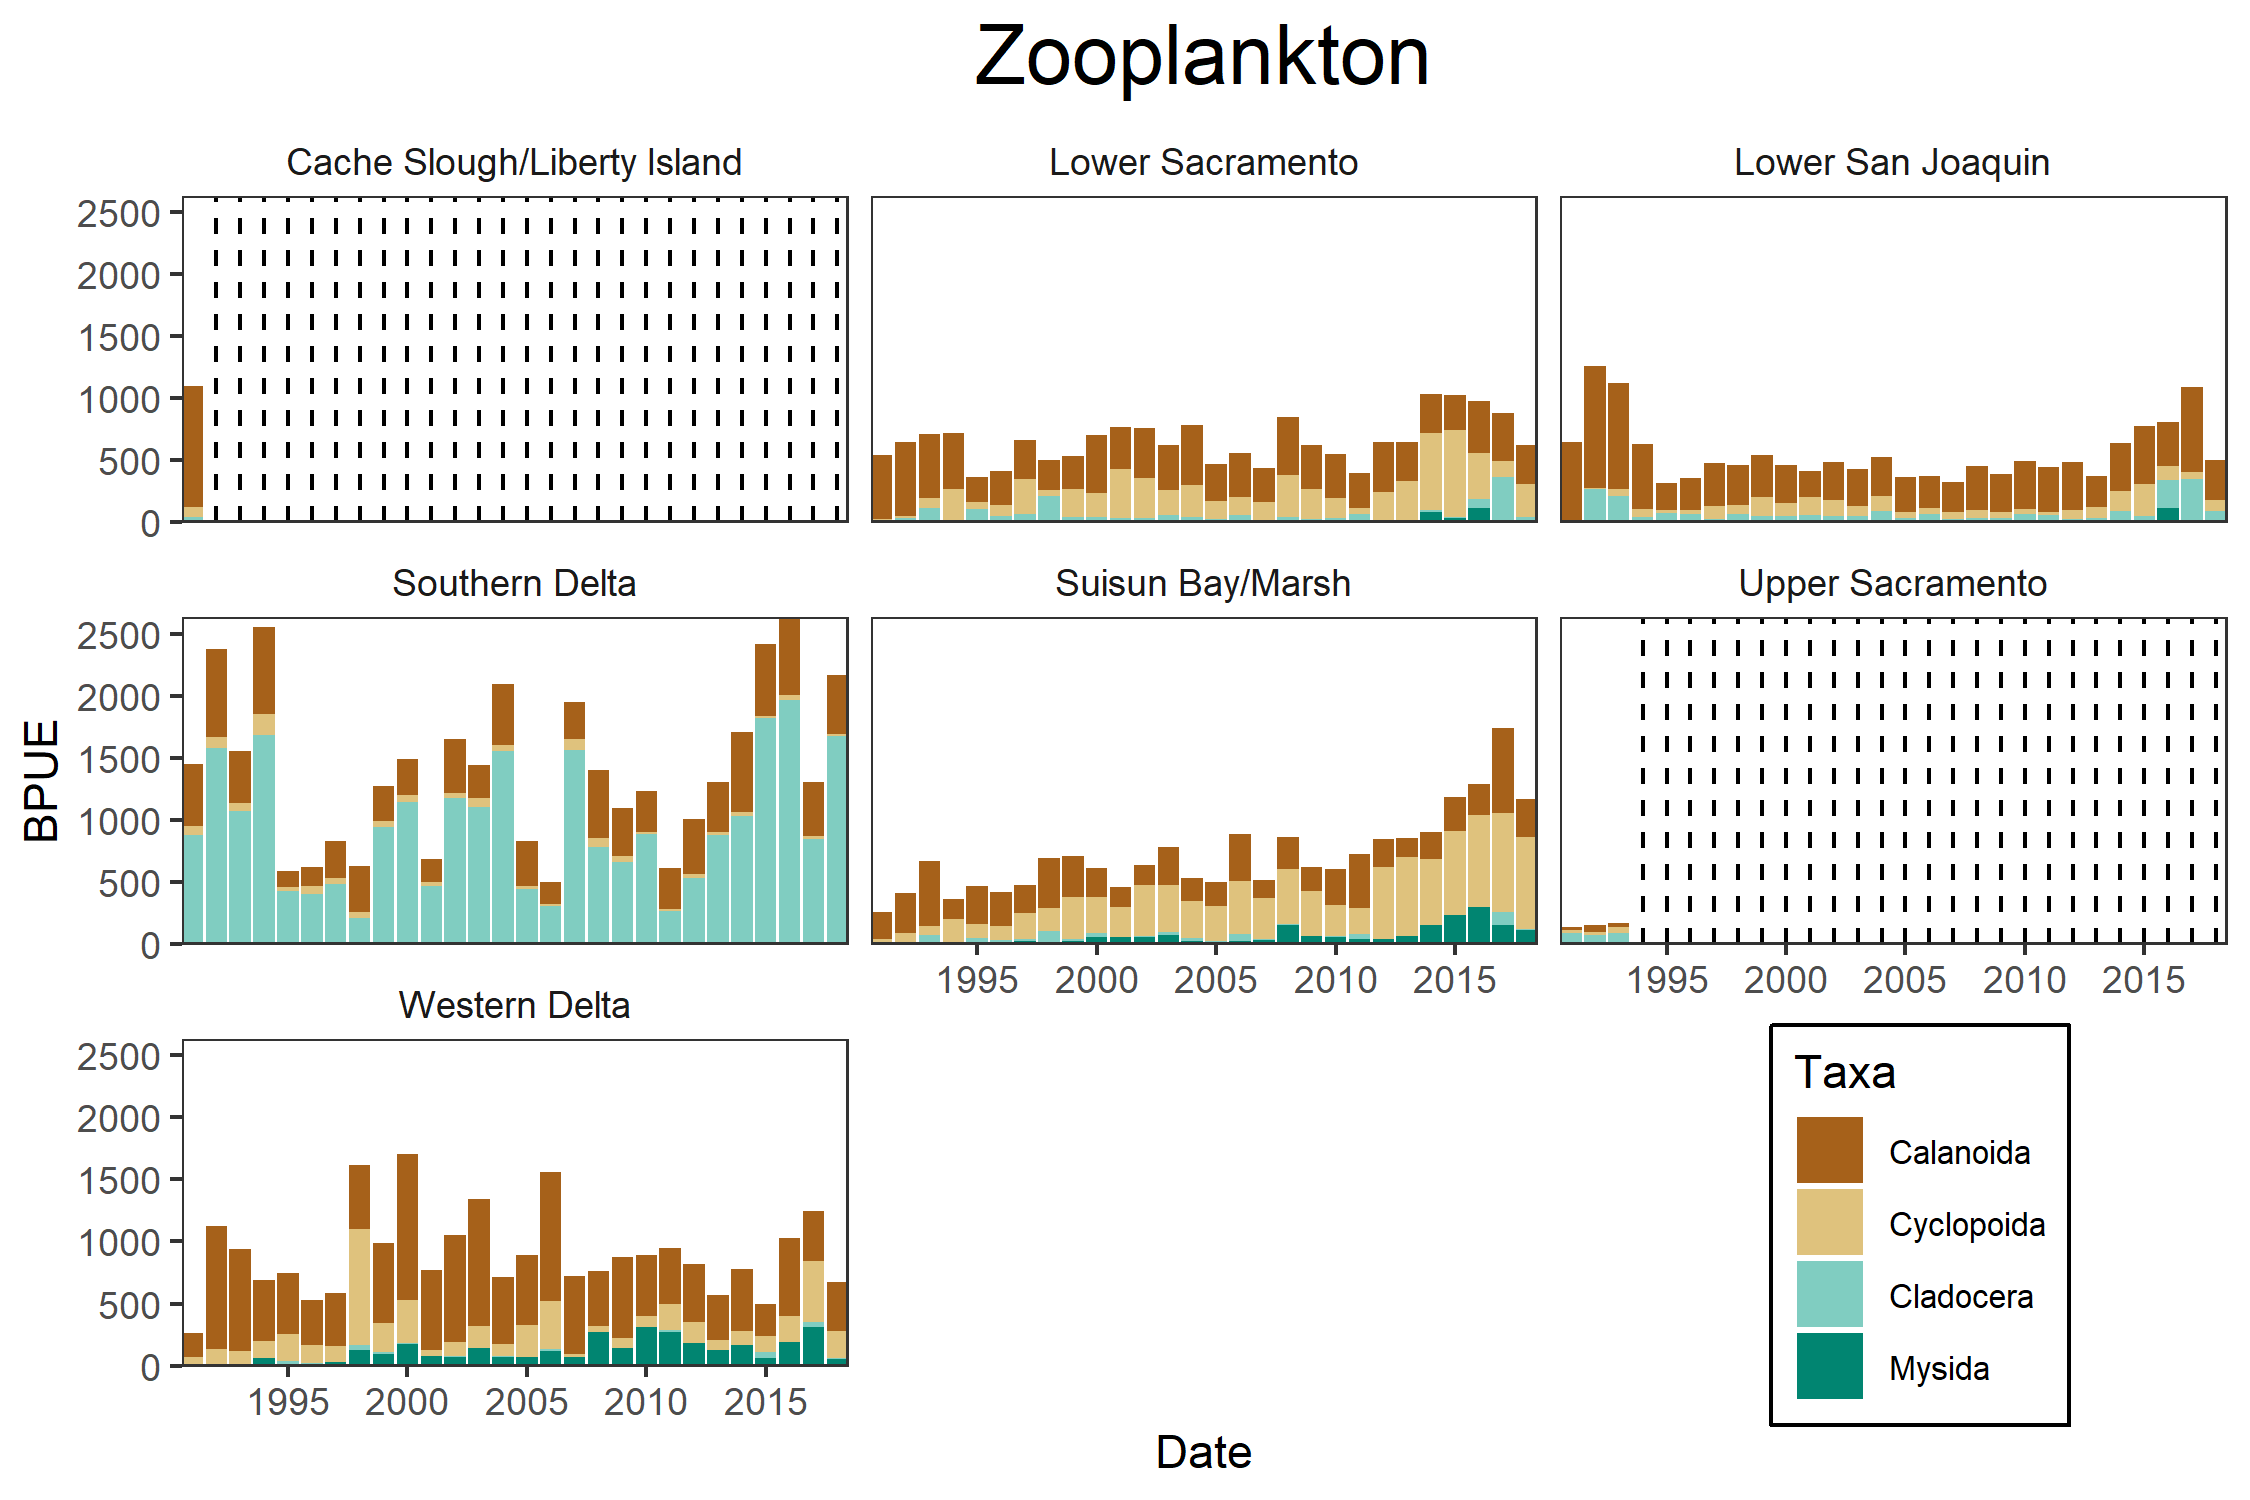 Zooplankton
Cache Slough/Liberty Island
Lower Sacramento
Lower San Joaquin
2500
2000
1500
1000
500
0
Southern Delta
Suisun Bay/Marsh
Upper Sacramento
2500
2000
1500
1000
500
0
BPUE
1995 2000 2005 2010 2015
1995 2000 2005 2010 2015
Western Delta
2500
2000
1500
1000
500
0
1995 2000 2005 2010 2015
Date
Taxa
Calanoida
Cyclopoida
Cladocera
Mysida